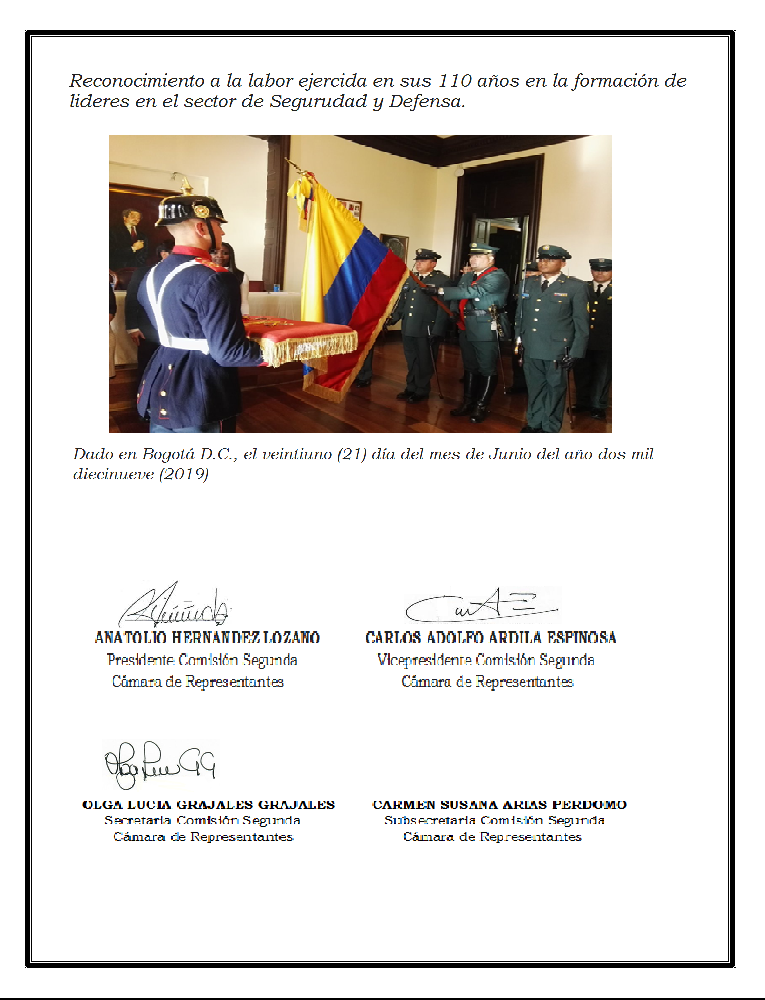 Reconocimiento a la labor ejercida en sus 110 años en la formación de
lideres en el sector de Segurudad y Defensa.
Dado en Bogotá D.C., el veintiuno (21) día del mes de Junio del año dos mil
diecinueve (2019)
ANATOLIO HERNANDEZ LOZANO
Presidente Comisión Segunda
Cámara de Representantes
CARLOS ADOLFO ARDILA ESPINOSA
Vicepresidente Comisión Segunda
Cámara de Representantes
OLGA LUCIA GRAJALES GRAJALES
Secretaria Comisión Segunda
Cámara de Representantes
CARMEN SUSANA ARIAS PERDOMO
Subsecretaria Comisión Segunda
Cámara de Representantes